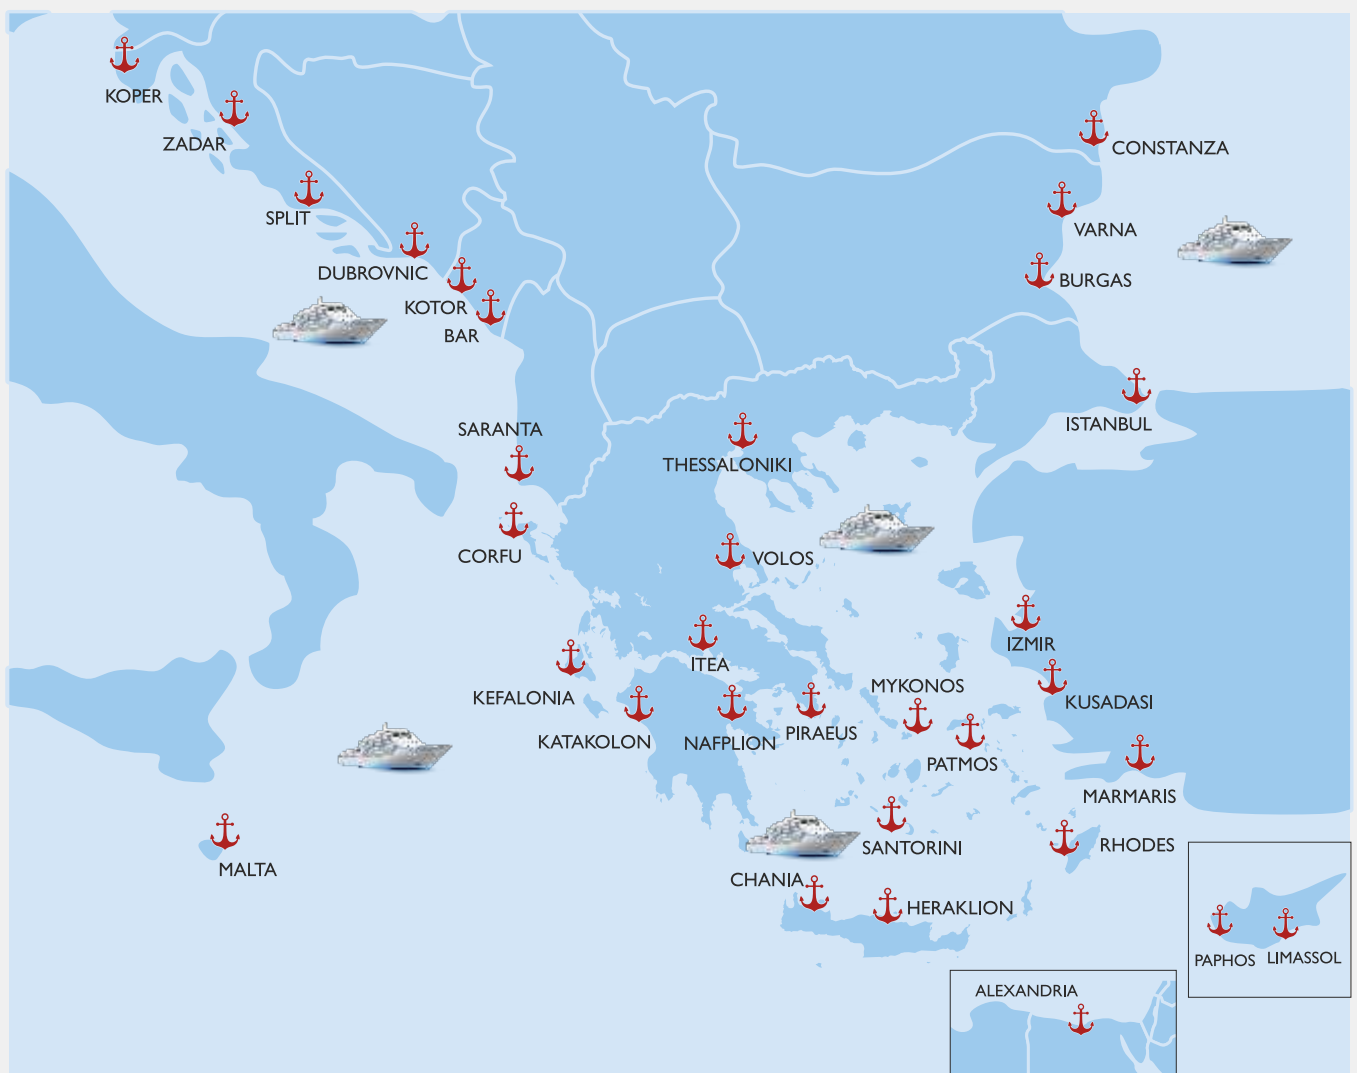 KOPER
ZADAR
CONSTANZA
SPLIT
VARNA
DUBROVNIC
BURGAS
KOTOR
BAR
ISTANBUL
SARANTA
THESSALONIKI
CORFU
VOLOS
IZMIR
ITEA
MYKONOS
KEFALONIA
KUSADASI
PIRAEUS
KATAKOLON
NAFPLION
PATMOS
MARMARIS
RHODES
SANTORINI
MALTA
CHANIA
HERAKLION
PAPHOS
LIMASSOL
ALEXANDRIA